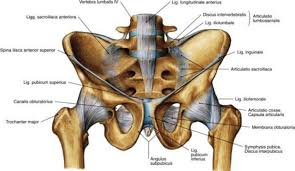 Vertebra lumbalis IV
Lig. longitudinale anterius
Ligg. sacroiliaca anteriora
Discus intervertebralis
Lig. iliolumbale
Articulatio
lumbosacralis
Spina iliaca anterior superior
Lig. inguinale
Articulatio sacroiliaca
Lig. pubicum superius
Canalis obturatorius
Lig. iliofemorale
Articulatio coxae,
Capsula articularis
Trochanter major
Membrana obturatoria
Lig.
pubicum
inferius
Angulus
subpubicus
Symphysis pubica,
Discus interpubicus